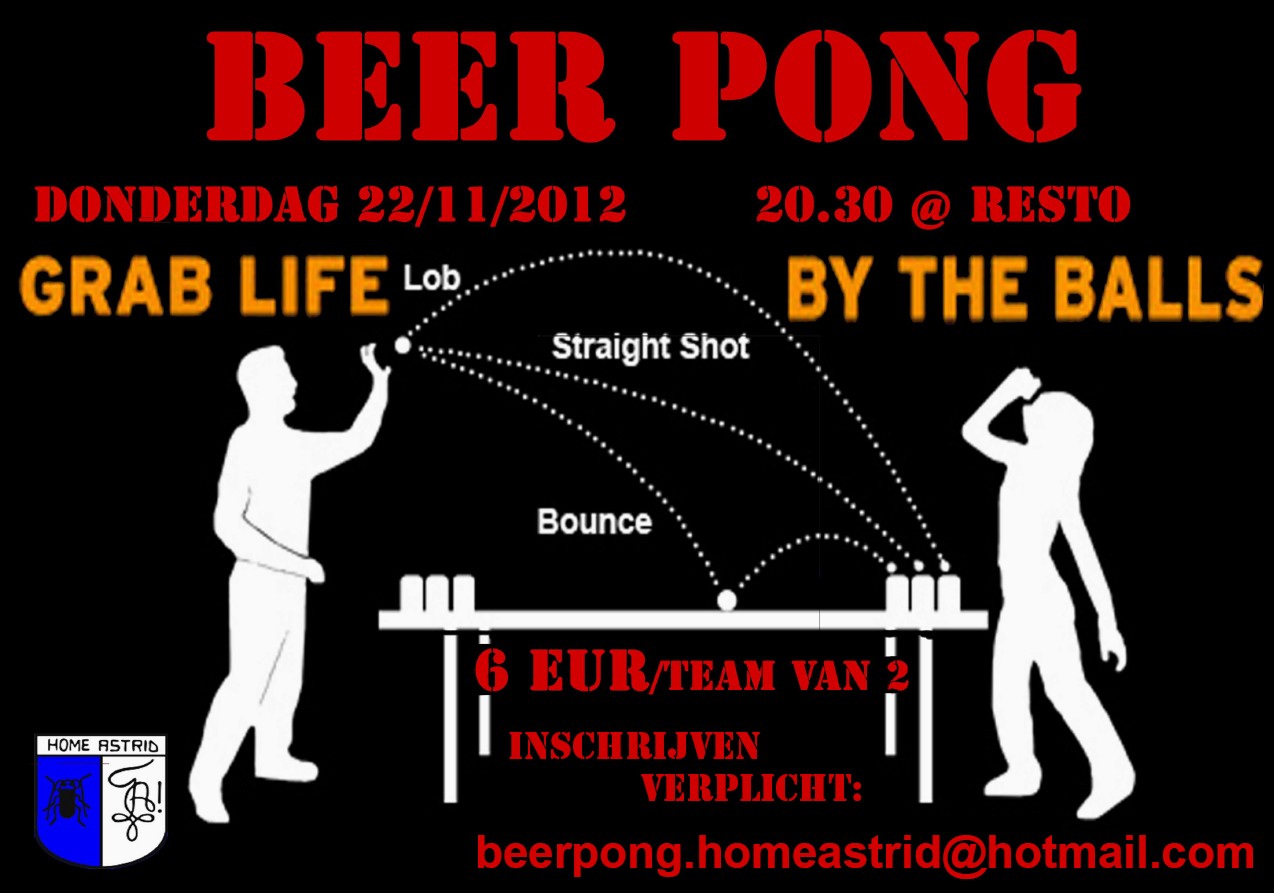 BEER PONG
DONDERDAG 22/11/2012 20.30 @ RESTO
GRAB LIFE BY THE BALLS
Lob
Straight Shot
Bounce
6 EUR/TEAM VAN 2
INSCHRIJVEN
VERPLICHT:
HOME ASTRID
beerpong.homeastrid@hotmail.com